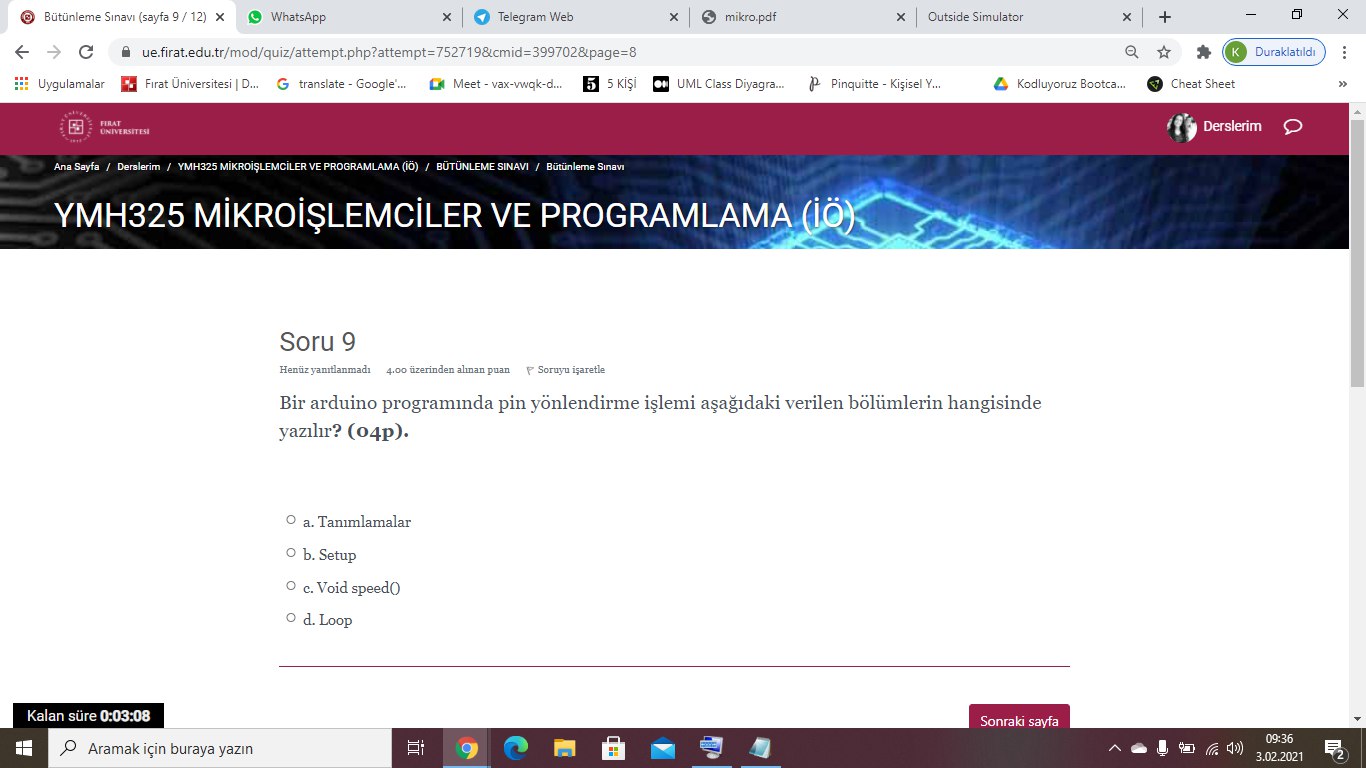 Bütünleme Sınavı (sayfa 9 / 12)
WhatsApp
Telegram Web
mikro.pdf
Outside Simulator
ue.firat.edu.tr/mod/quiz/attempt.php?attempt=752719&cmid=399702&page=8
K Duraklatıldı
Uygulamalar
Fırat Üniversitesi | D...
translate - Google'...
Meet - vax-vwqk-d...
5 5 KİŞİ
UML Class Diyagra...
Pinquitte - Kişisel Y...
Kodluyoruz Bootca...
Cheat Sheet
»
FIRAT
ÜNİVERSİTESİ
Derslerim
Ana Sayfa / Derslerim / YMH325 MİKROİŞLEMCİLER VE PROGRAMLAMA (İÖ) / BÜTÜNLEME SINAVI / Bütünleme Sınavı
YMH325 MİKROİŞLEMCİLER VE PROGRAMLAMA (İÖ)
Soru 9
Henüz yanıtlanmadı 4.00 üzerinden alınan puan Soruyu işaretle
Bir arduino programında pin yönlendirme işlemi aşağıdaki verilen bölümlerin hangisinde
yazılır? (04p).
a. Tanımlamalar
b. Setup
c. Void speed()
d. Loop
Kalan süre 0:03:08
Sonraki sayfa
Aramak için buraya yazın
09:36
3.02.2021
2